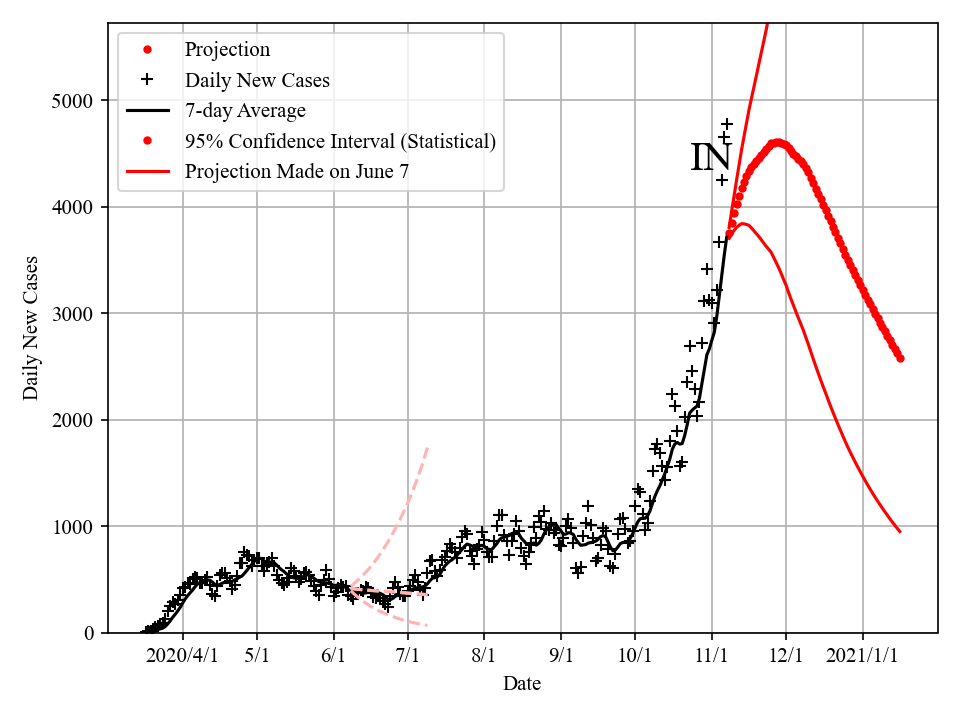 Projection
Daily New Cases
7-day Average
95% Confidence Interval (Statistical)
Projection Made on June 7
IN
Daily New Cases
5000
4000
3000
2000
1000
0
2020/4/1 5/1 6/1 7/1 8/1 9/1 10/1 11/1 12/1 2021/1/1
Date